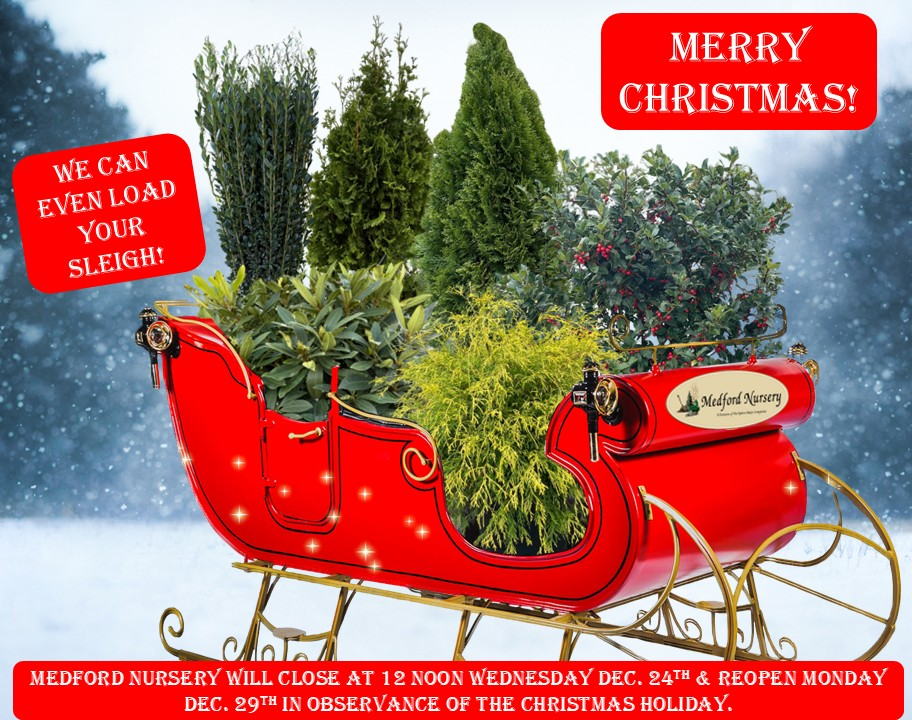 MERRY
CHRISTMAS!
WE CAN
EVEN LOAD
YOUR
SLEIGH!
Medford Nursery
MEDFORD NURSERY WILL CLOSE AT 12 NOON WEDNESDAY DEC. 24TH & REOPEN MONDAY
DEC. 29TH IN OBSERVANCE OF THE CHRISTMAS HOLIDAY.